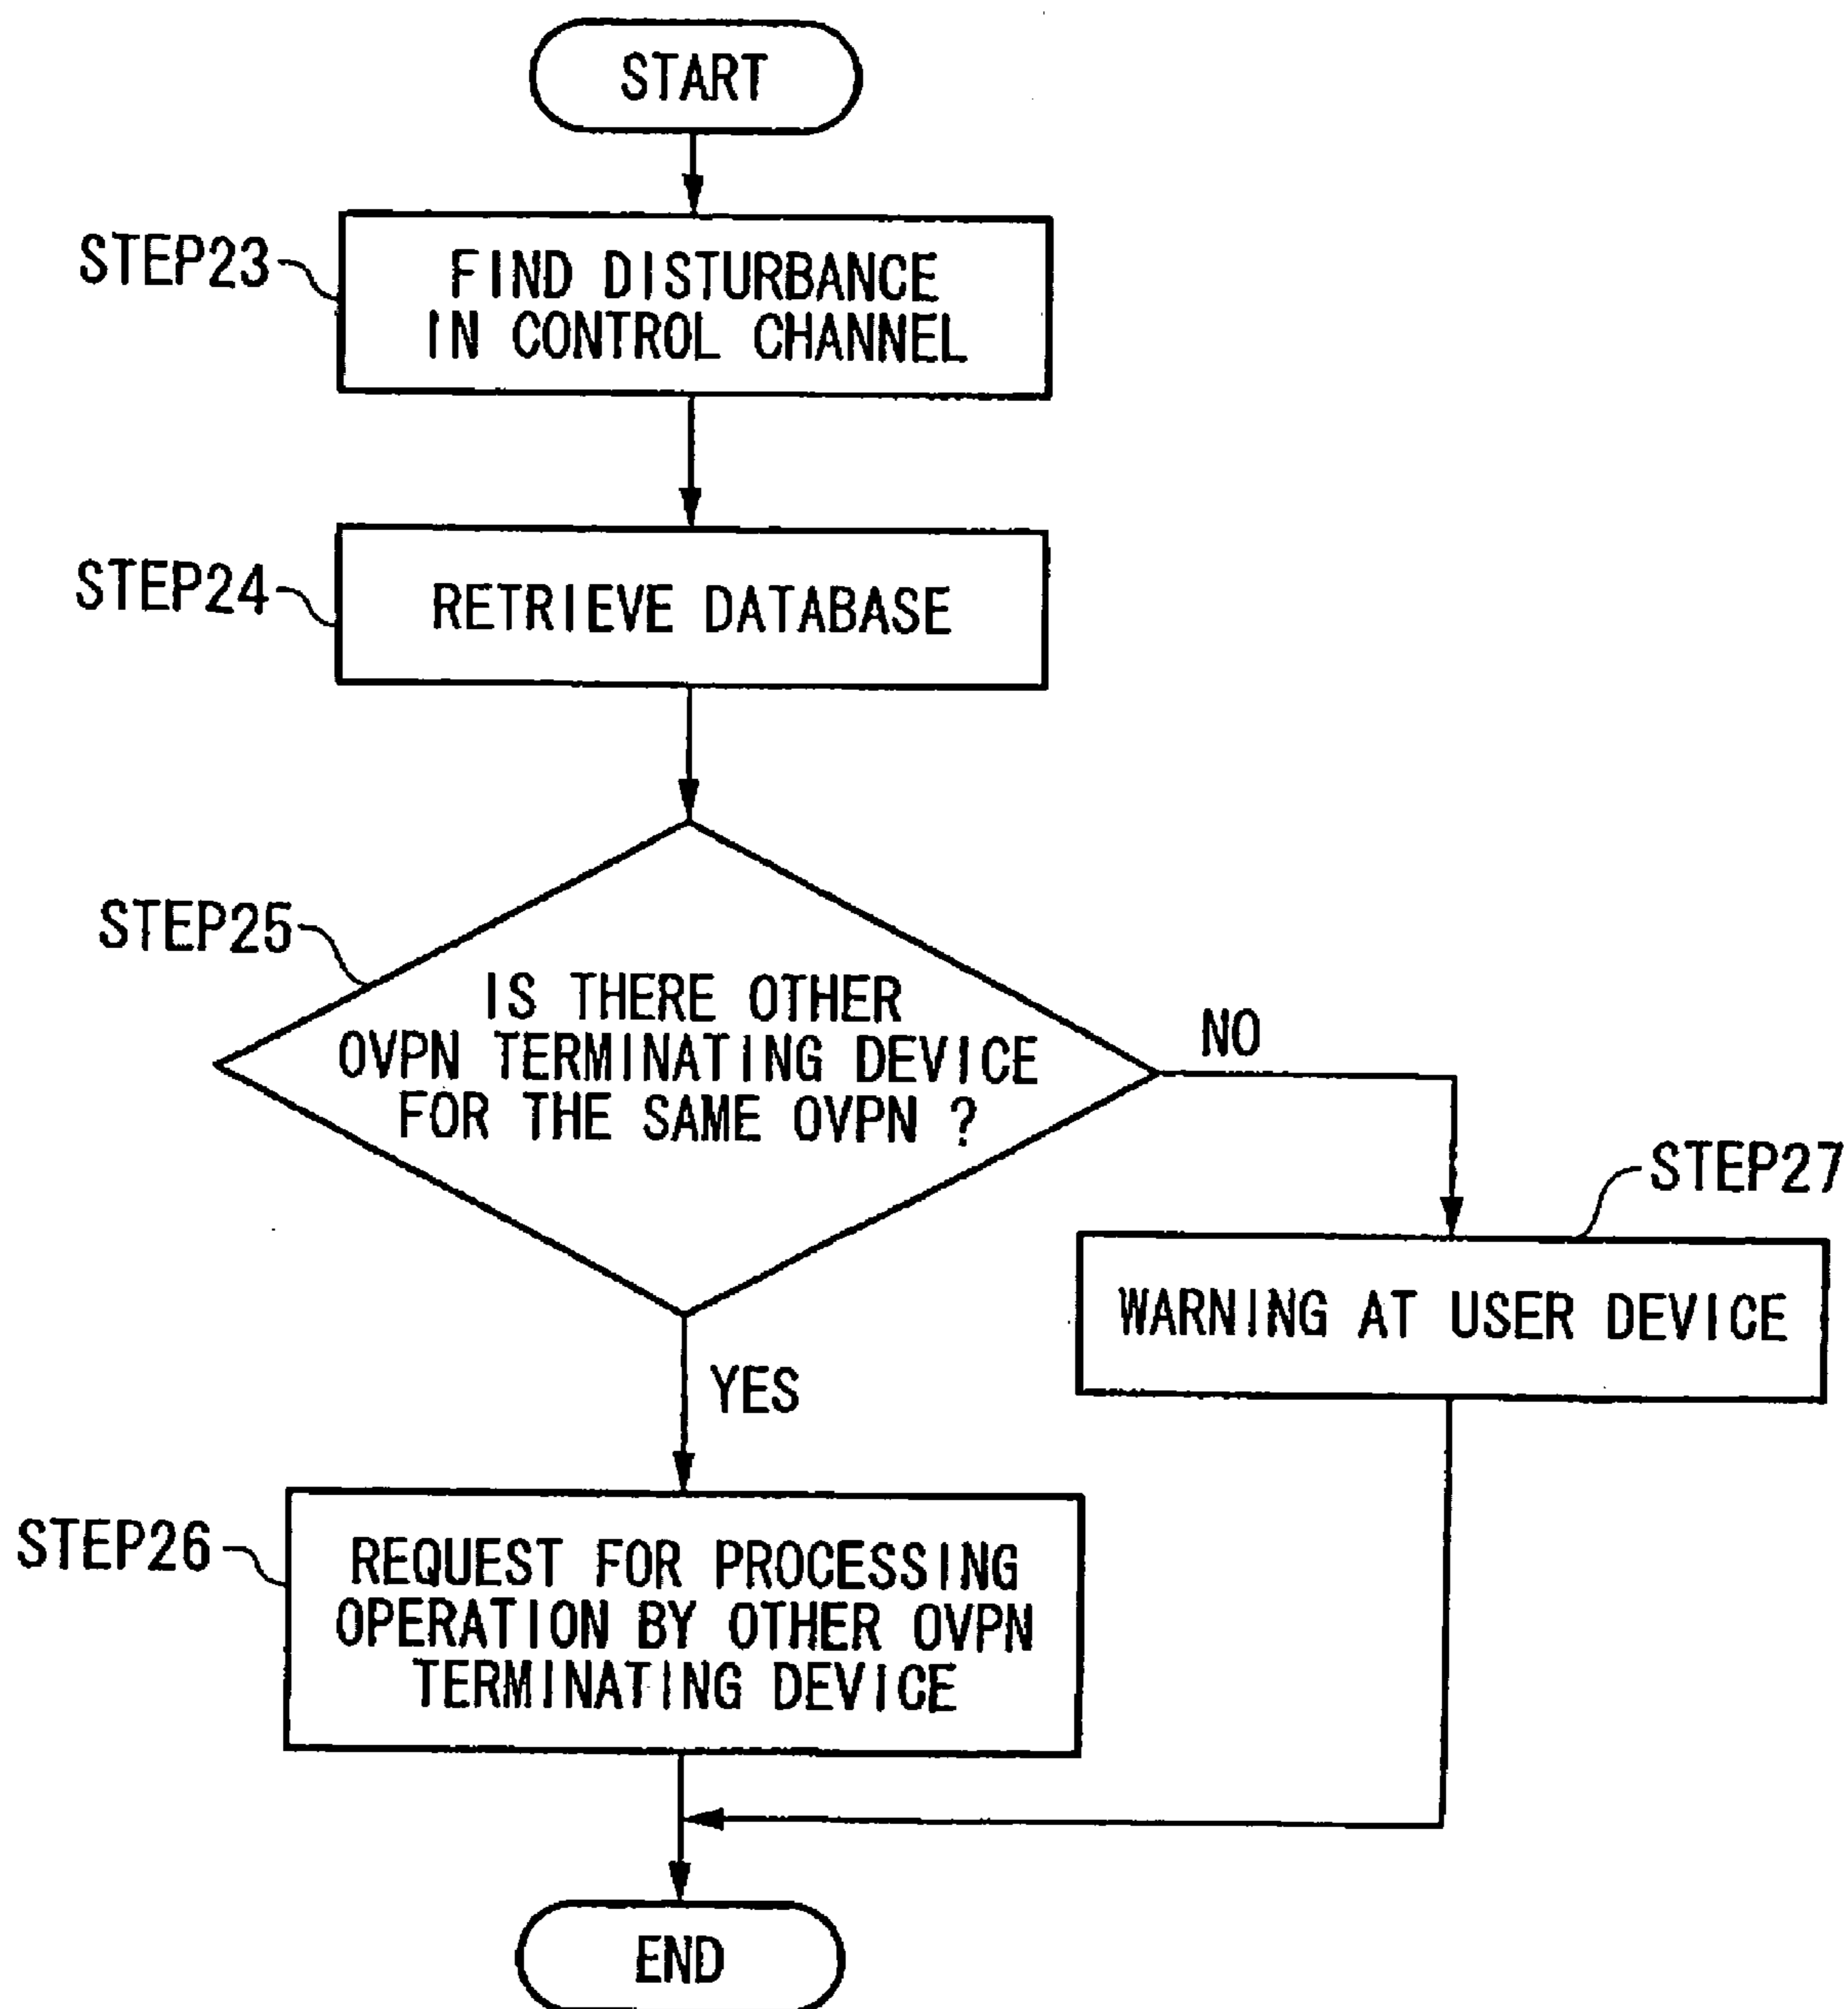 START
STEP23
FIND DISTURBANCE
IN CONTROL CHANNEL
STEP24
RETRIEVE DATABASE
STEP25
IS THERE OTHER
OVPN TERMINATING DEVICE
FOR THE SAME OVPN ?
NO
STEP27
WARNING AT USER DEVICE
YES
STEP26
REQUEST FOR PROCESSING
OPERATION BY OTHER OVPN
TERMINATING DEVICE
END